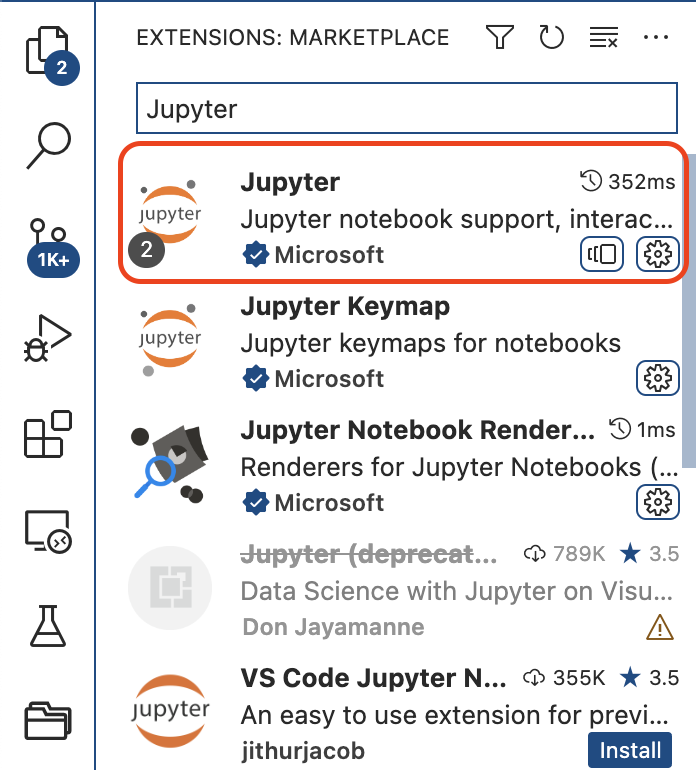 EXTENSIONS: MARKETPLACE
2
Jupyter
1K+
jupyter
2
Jupyter
352ms
Jupyter notebook support, interac...
Microsoft
jupyter
Jupyter Keymap
Jupyter keymaps for notebooks
Microsoft
Jupyter Notebook Render...
1ms
Renderers for Jupyter Notebooks (...
Microsoft
Jupyter (deprecat...
789K
3.5
Data Science with Jupyter on Visu...
Don Jayamanne
jupyter
VS Code Jupyter N...
355K
3.5
An easy to use extension for previ...
jithurjacob
Install